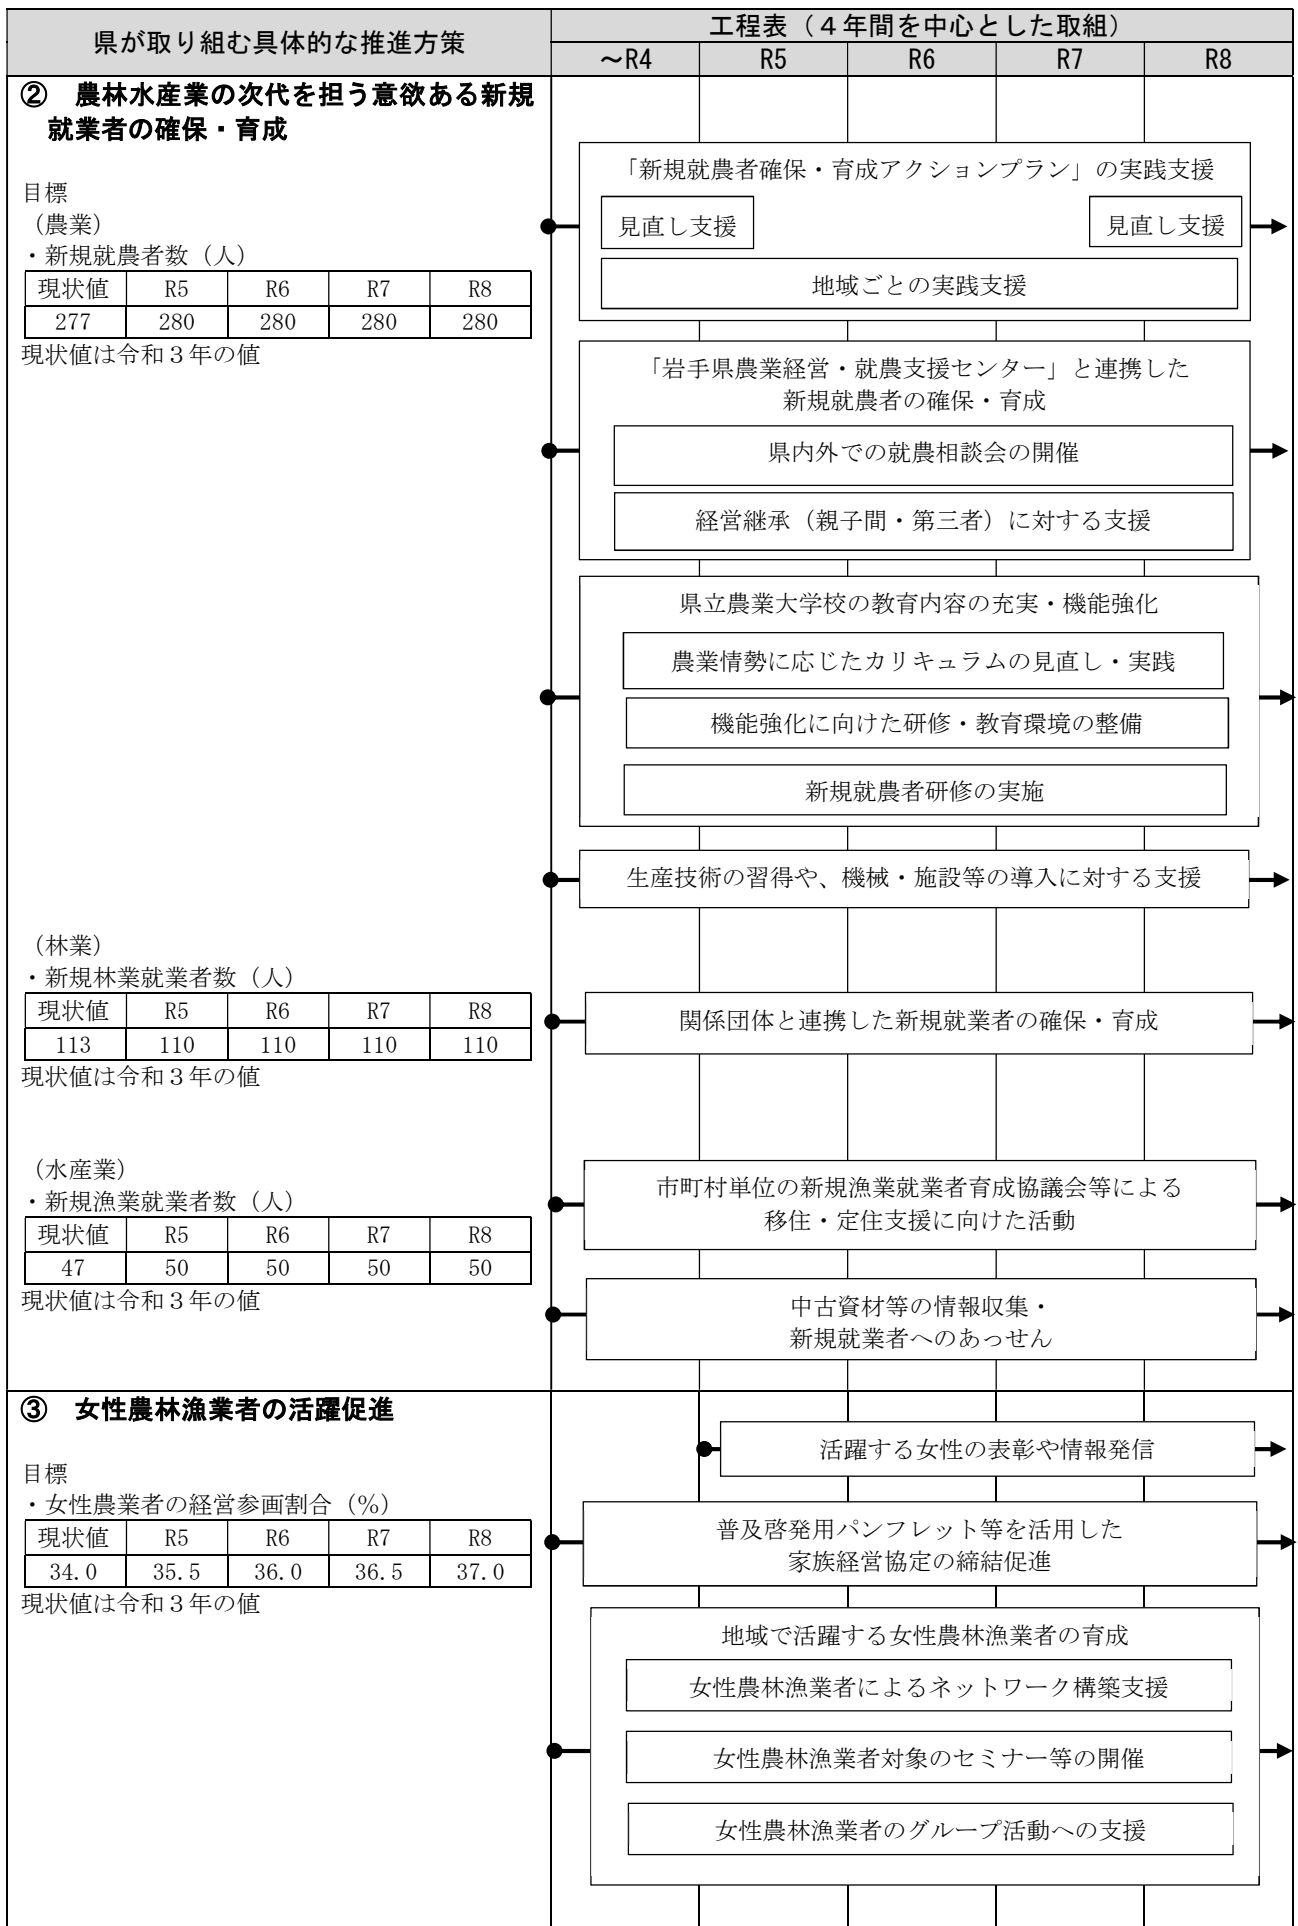 県が取り組む具体的な推進方策
工程表（４年間を中心とした取組）
～R4 R5 R6 R7 R8
② 農林水産業の次代を担う意欲ある新規
就業者の確保・育成
目標
（農業）
・新規就農者数（人）
現状値 R5 R6 R7 R8
277 280 280 280 280
現状値は令和３年の値
「新規就農者確保・育成アクションプラン」の実践支援
見直し支援 見直し支援
地域ごとの実践支援
「岩手県農業経営・就農支援センター」と連携した
新規就農者の確保・育成
県内外での就農相談会の開催
経営継承（親子間・第三者）に対する支援
県立農業大学校の教育内容の充実・機能強化
農業情勢に応じたカリキュラムの見直し・実践
機能強化に向けた研修・教育環境の整備
新規就農者研修の実施
生産技術の習得や、機械・施設等の導入に対する支援
（林業）
・新規林業就業者数（人）
現状値 R5 R6 R7 R8
113 110 110 110 110
現状値は令和３年の値
関係団体と連携した新規就業者の確保・育成
（水産業）
・新規漁業就業者数（人）
現状値 R5 R6 R7 R8
47 50 50 50 50
現状値は令和３年の値
市町村単位の新規漁業就業者育成協議会等による
移住・定住支援に向けた活動
中古資材等の情報収集・
新規就業者へのあっせん
③ 女性農林漁業者の活躍促進
目標
・女性農業者の経営参画割合（％）
現状値 R5 R6 R7 R8
34.0 35.5 36.0 36.5 37.0
現状値は令和３年の値
活躍する女性の表彰や情報発信
普及啓発用パンフレット等を活用した
家族経営協定の締結促進
地域で活躍する女性農林漁業者の育成
女性農林漁業者によるネットワーク構築支援
女性農林漁業者対象のセミナー等の開催
女性農林漁業者のグループ活動への支援